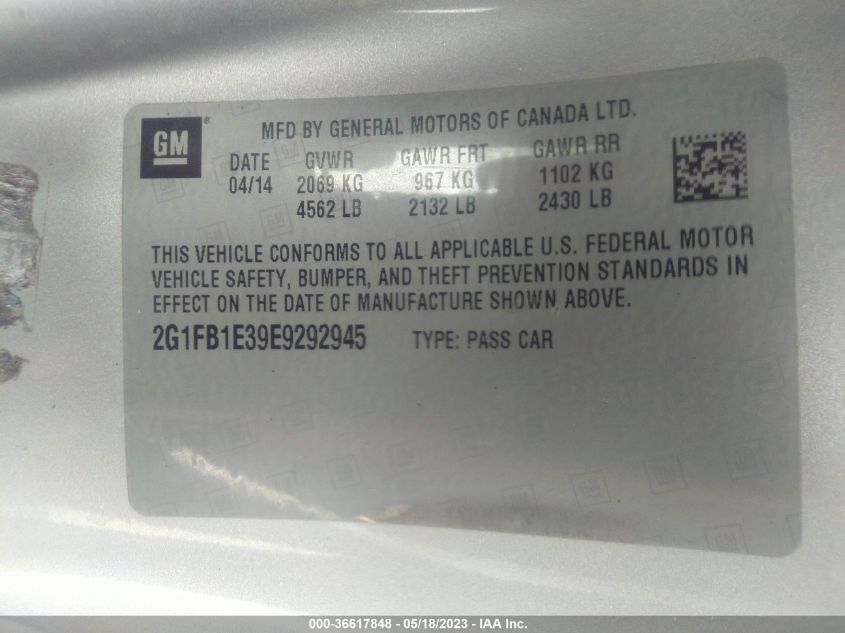 GM ® MFD BY GENERAL MOTORS OF CANADA LTD.
DATE GVWR GAWR FRT GAWR RR
04/14 2069 KG 967 KG 1102 KG
4562 LB 2132 LB 2430 LB
THIS VEHICLE CONFORMS TO ALL APPLICABLE U.S. FEDERAL MOTOR
VEHICLE SAFETY, BUMPER, AND THEFT PREVENTION STANDARDS IN
EFFECT ON THE DATE OF MANUFACTURE SHOWN ABOVE.
2G1FB1E39E9292945 TYPE: PASS CAR
000-36617848 - 05/18/2023 - IAA Inc.